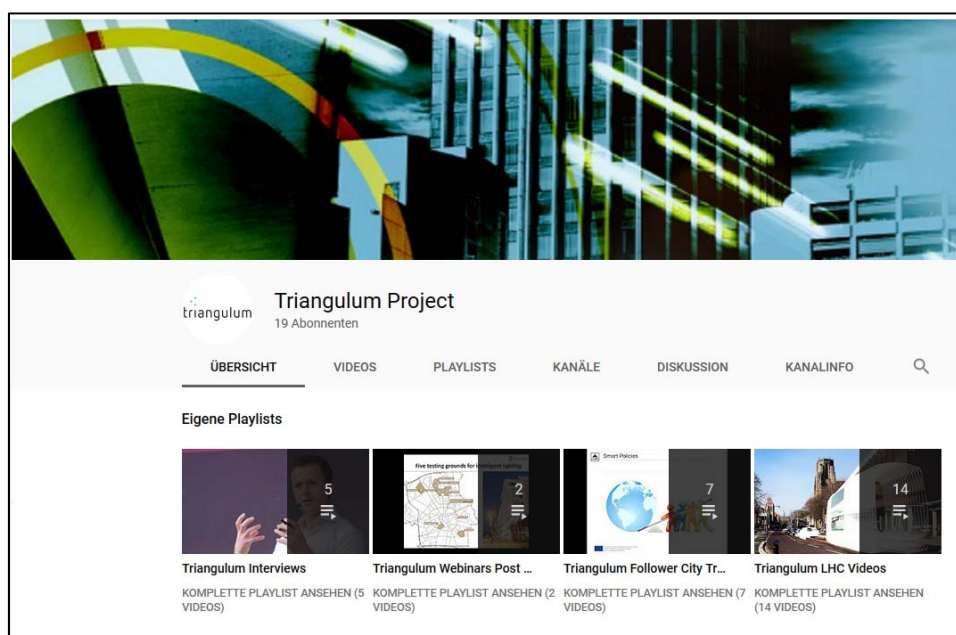 triangulum
Triangulum Project
19 Abonnenten
ÜBERSICHT VIDEOS PLAYLISTS KANÄLE DISKUSSION KANALINFO
Eigene Playlists
5
Five testing grounds for intelligent lighting
2
Smart Policies
7
14
Triangulum Interviews
KOMPLETTE PLAYLIST ANSEHEN (5
VIDEOS)
Triangulum Webinars Post ...
KOMPLETTE PLAYLIST ANSEHEN (2
VIDEOS)
Triangulum Follower City Tr...
KOMPLETTE PLAYLIST ANSEHEN (7
VIDEOS)
Triangulum LHC Videos
KOMPLETTE PLAYLIST ANSEHEN
(14 VIDEOS)